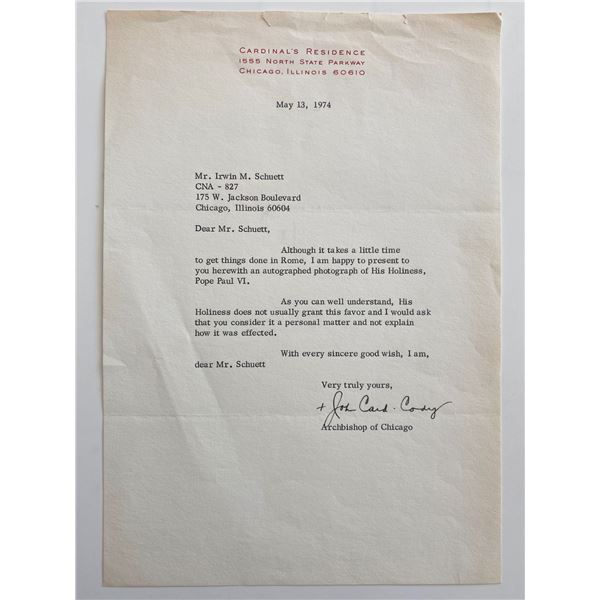 CARDINAL'S RESIDENCE
1555 NORTH STATE PARKWAY
CHICAGO, ILLINOIS 60610
May 13, 1974
Mr. Irwin M. Schuett
CNA - 827
175 W. Jackson Boulevard
Chicago, Illinois 60604
Dear Mr. Schuett,
Although it takes a little time
to get things done in Rome, I am happy to present to
you herewith an autographed photograph of His Holiness,
Pope Paul VI.
As you can well understand, His
Holiness does not usually grant this favor and I would ask
that you consider it a personal matter and not explain
how it was effected.
With every sincere good wish, I am,
dear Mr. Schuett
Very truly yours,
+ John Card. Cody
Archbishop of Chicago